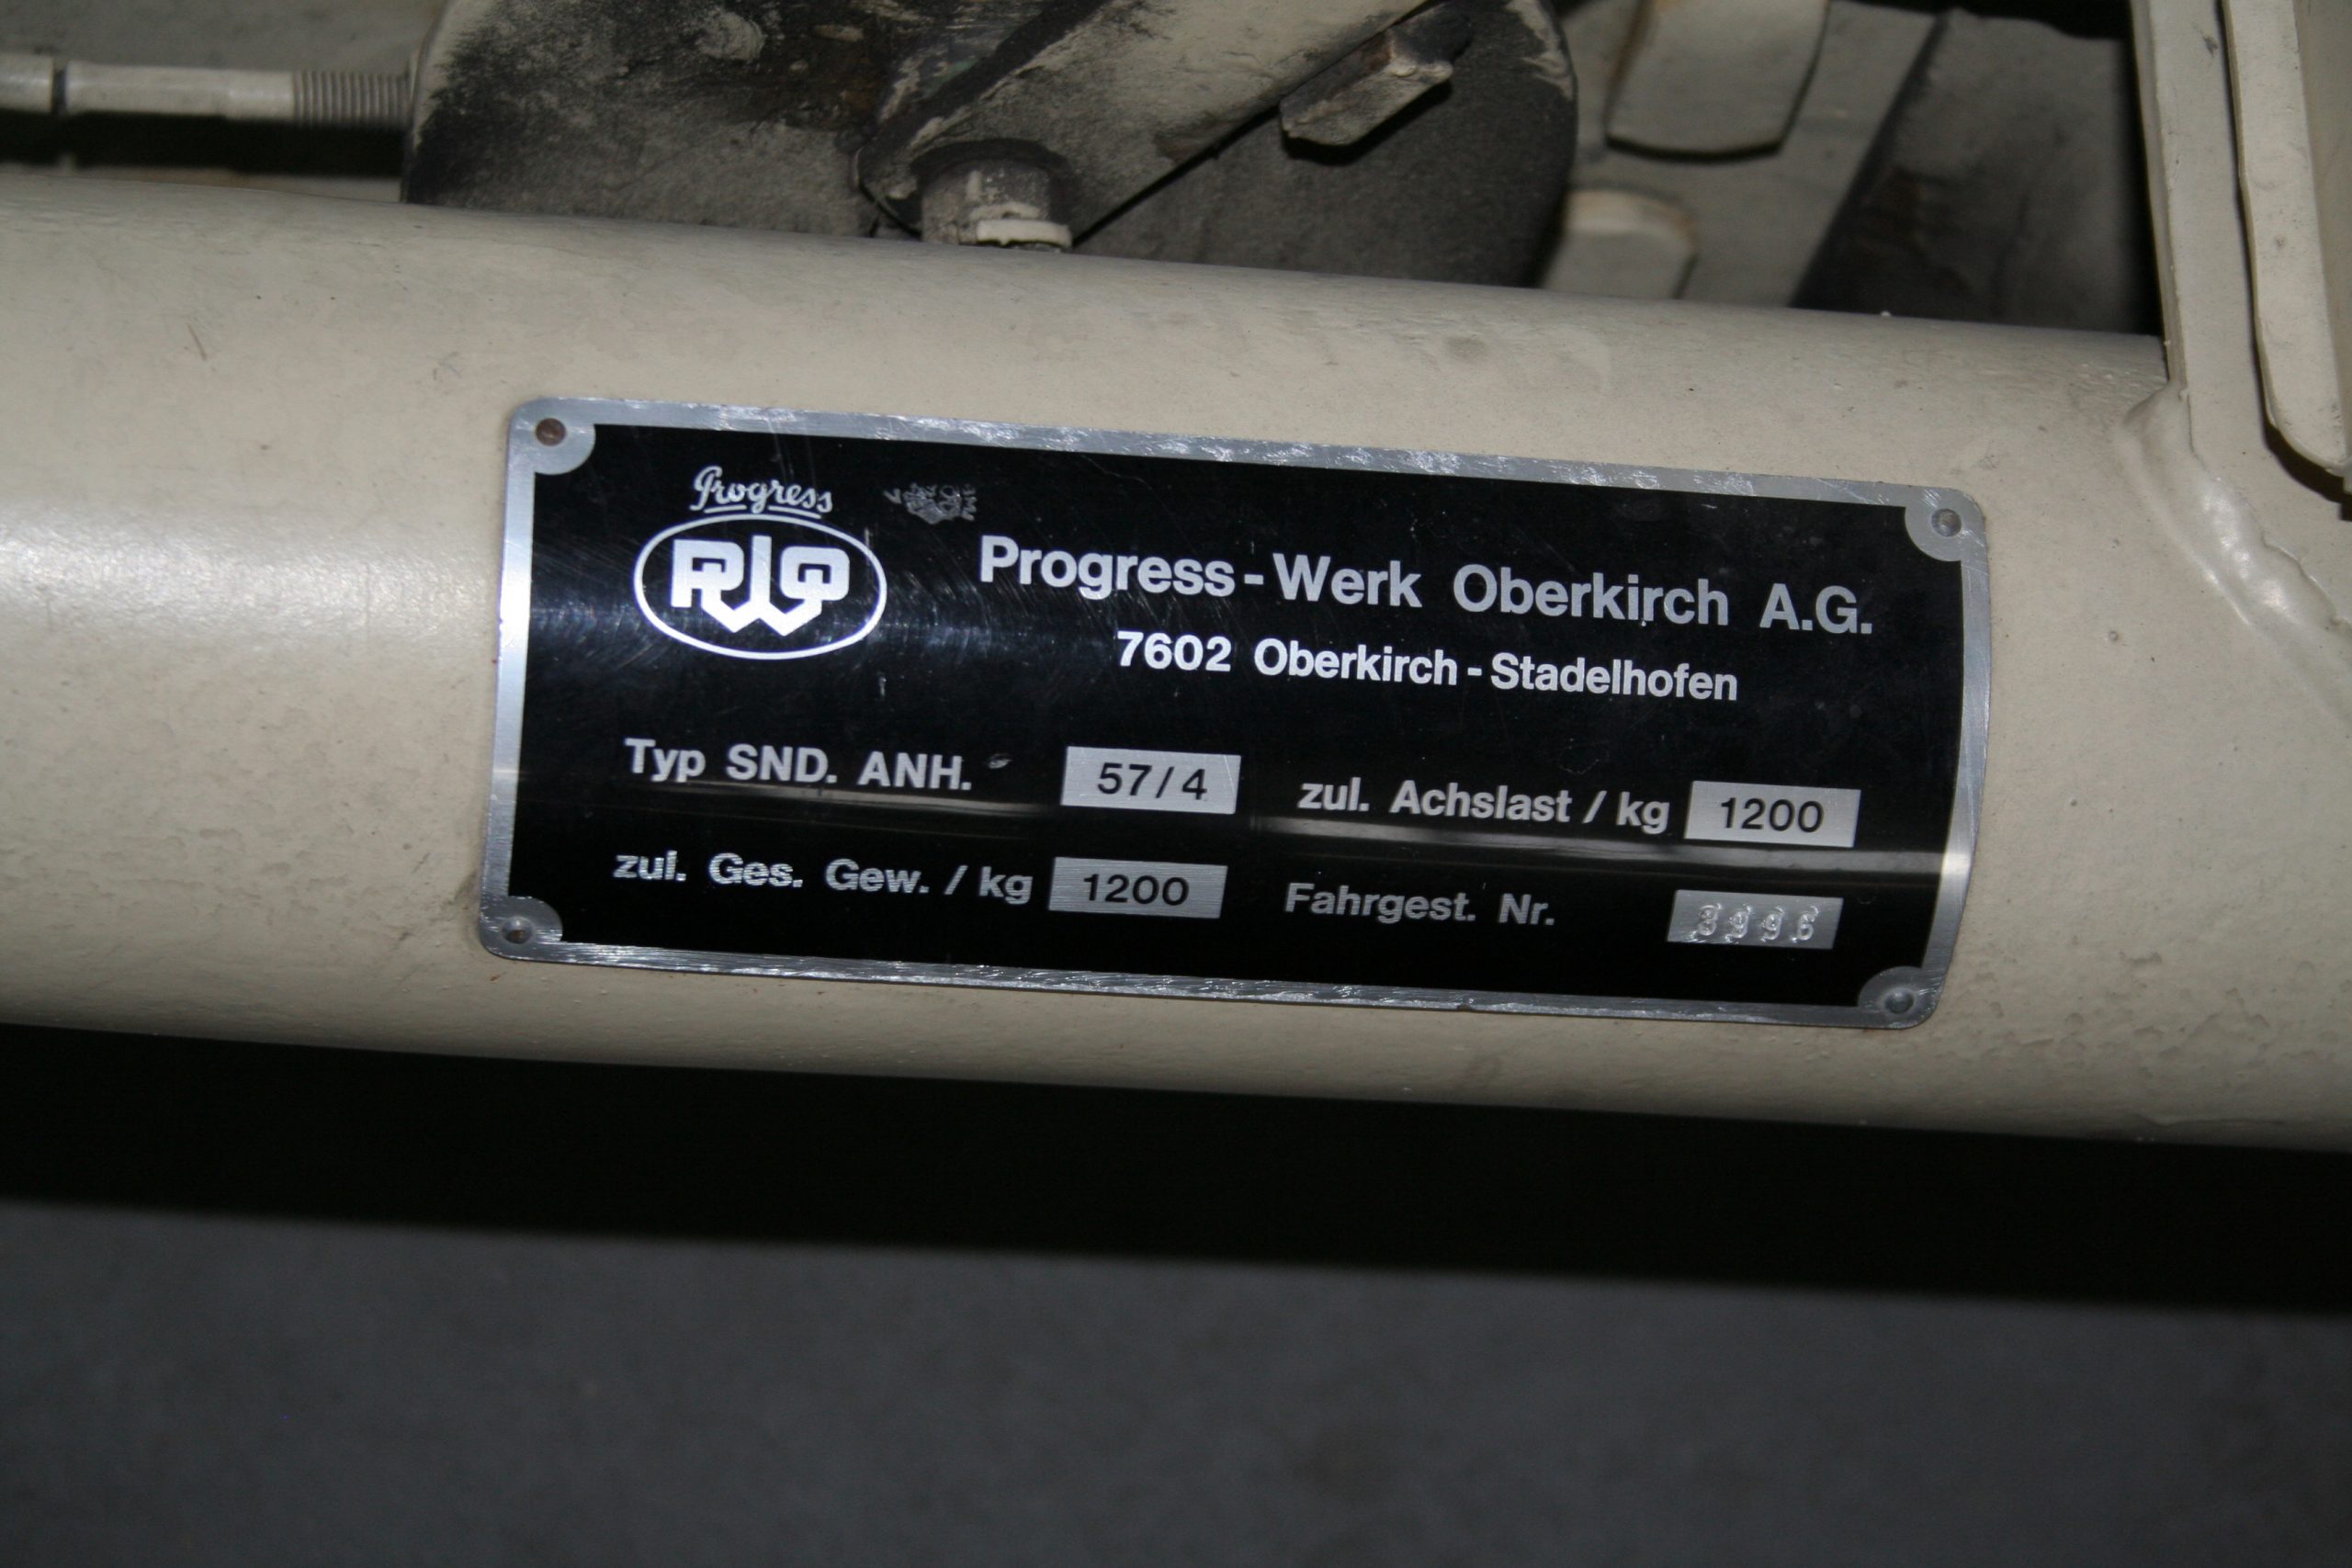 Progress
PWO
Progress-Werk Oberkirch A.G.
7602 Oberkirch - Stadelhofen
Typ SND. ANH. 57/4 zul. Achslast / kg 1200
zul. Ges. Gew. / kg 1200 Fahrgest. Nr. 3996